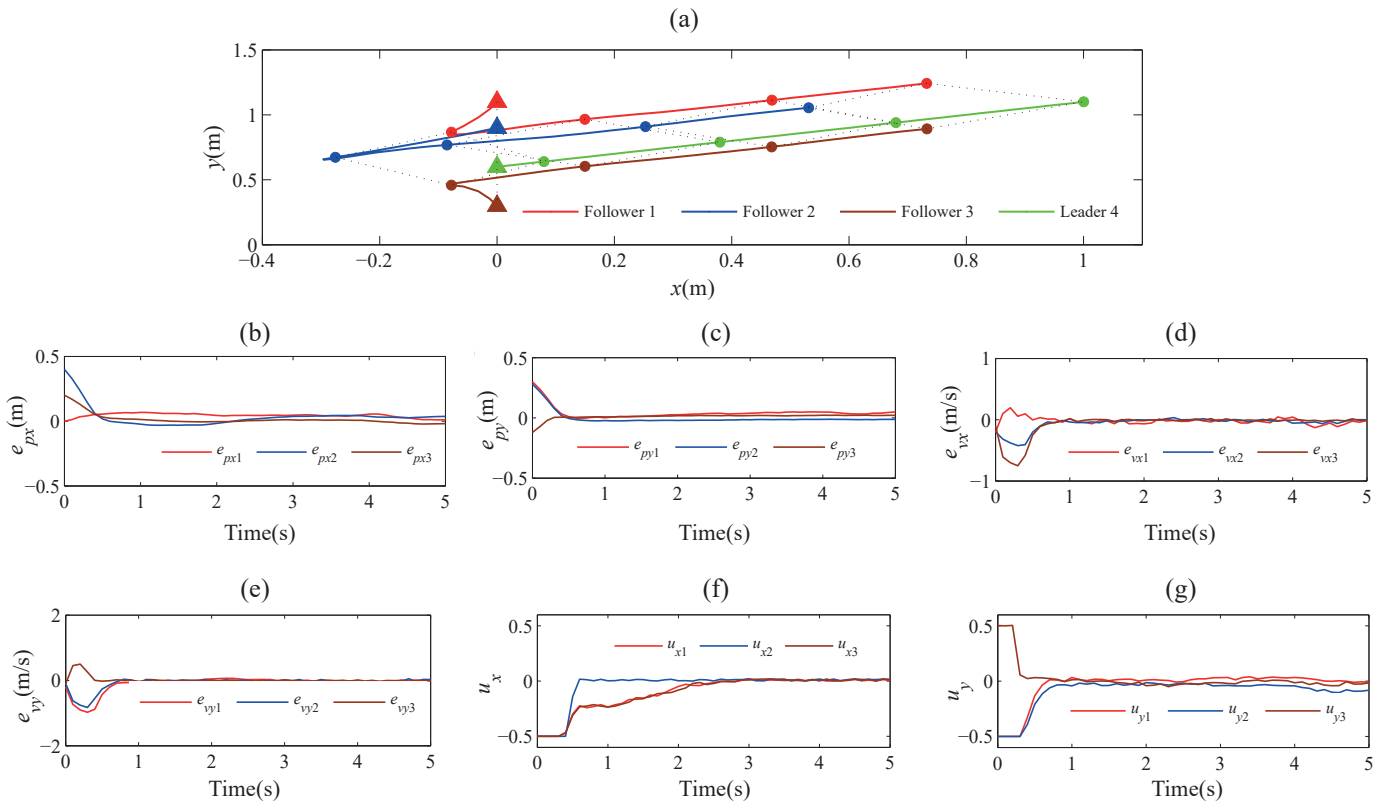 (a)
1.5
1
0.5
0
y(m)
Follower 1 Follower 2 Follower 3 Leader 4
−0.4 −0.2 0 0.2 0.4 0.6 0.8 1
x(m)
(b)
0.5
0
−0.5
e_px(m)
e_px1 e_px2 e_px3
0 1 2 3 4 5
Time(s)
(c)
0.5
0
−0.5
e_py(m)
e_py1 e_py2 e_py3
0 1 2 3 4 5
Time(s)
(d)
1
0
−1
e_vx(m/s)
e_vx1 e_vx2 e_vx3
0 1 2 3 4 5
Time(s)
(e)
2
0
−2
e_vy(m/s)
e_vy1 e_vy2 e_vy3
0 1 2 3 4 5
Time(s)
(f)
0.5
0
−0.5
u_x
u_x1 u_x2 u_x3
0 1 2 3 4 5
Time(s)
(g)
0.5
0
−0.5
u_y
u_y1 u_y2 u_y3
0 1 2 3 4 5
Time(s)